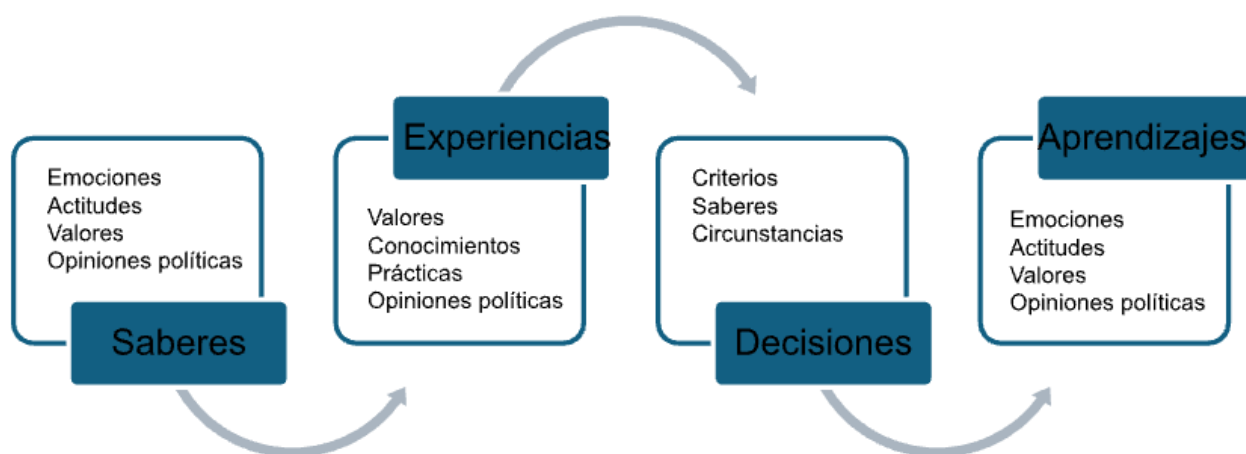 Emociones
Actitudes
Valores
Opiniones políticas
Saberes
Experiencias
Valores
Conocimientos
Prácticas
Opiniones políticas
Criterios
Saberes
Circunstancias
Decisiones
Aprendizajes
Emociones
Actitudes
Valores
Opiniones políticas